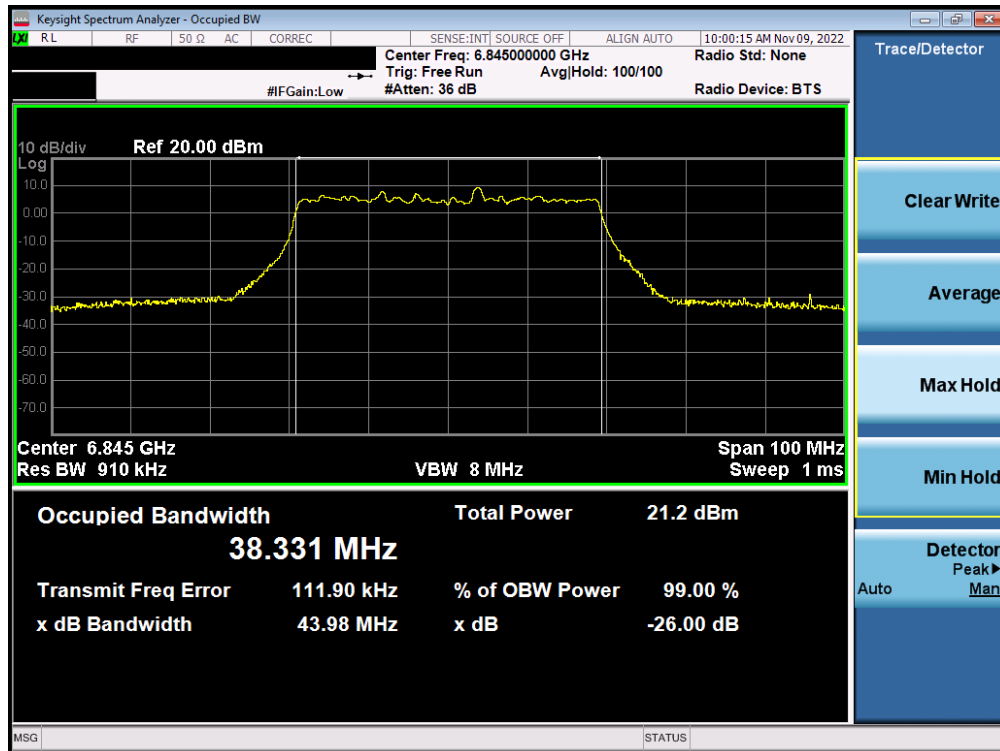 Keysight Spectrum Analyzer - Occupied BW
LXI RL RF 50 Ω AC CORREC SENSE:INT SOURCE OFF ALIGN AUTO 10:00:15 AM Nov 09, 2022
Center Freq: 6.845000000 GHz Radio Std: None
Trig: Free Run Avg|Hold: 100/100
#IFGain:Low #Atten: 36 dB Radio Device: BTS
Trace/Detector
10 dB/div Ref 20.00 dBm
Log
10.0
0.00
-10.0
-20.0
-30.0
-40.0
-50.0
-60.0
-70.0
Center 6.845 GHz Span 100 MHz
Res BW 910 kHz VBW 8 MHz Sweep 1 ms
Occupied Bandwidth Total Power 21.2 dBm
38.331 MHz
Transmit Freq Error 111.90 kHz % of OBW Power 99.00 %
x dB Bandwidth 43.98 MHz x dB -26.00 dB
Clear Write
Average
Max Hold
Min Hold
Detector
Peak▶
Auto Man
MSG STATUS